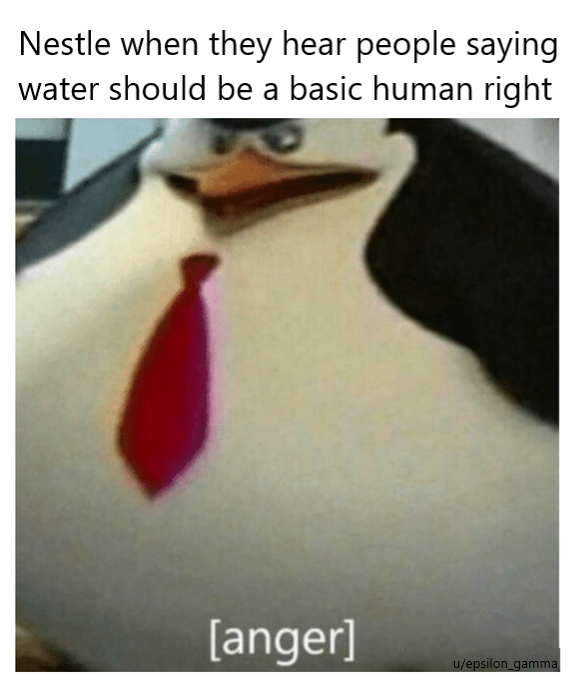 Nestle when they hear people saying
water should be a basic human right
[anger]
u/epsilon_gamma